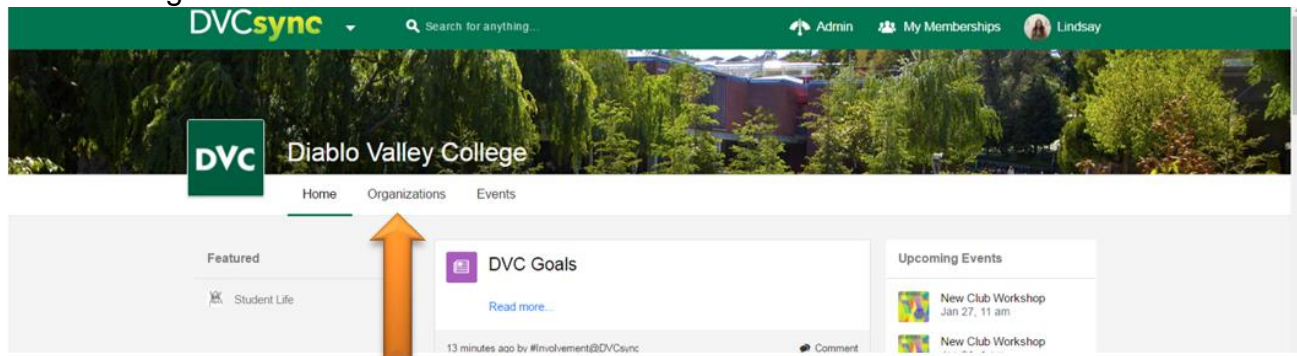 DVCsync
Search for anything...
Admin
My Memberships
Lindsay
DVC
Diablo Valley College
Home
Organizations
Events
Featured
Student Life
DVC Goals
Read more...
13 minutes ago by #Involvement@DVCsync
Comment
Upcoming Events
New Club Workshop
Jan 27, 11 am
New Club Workshop